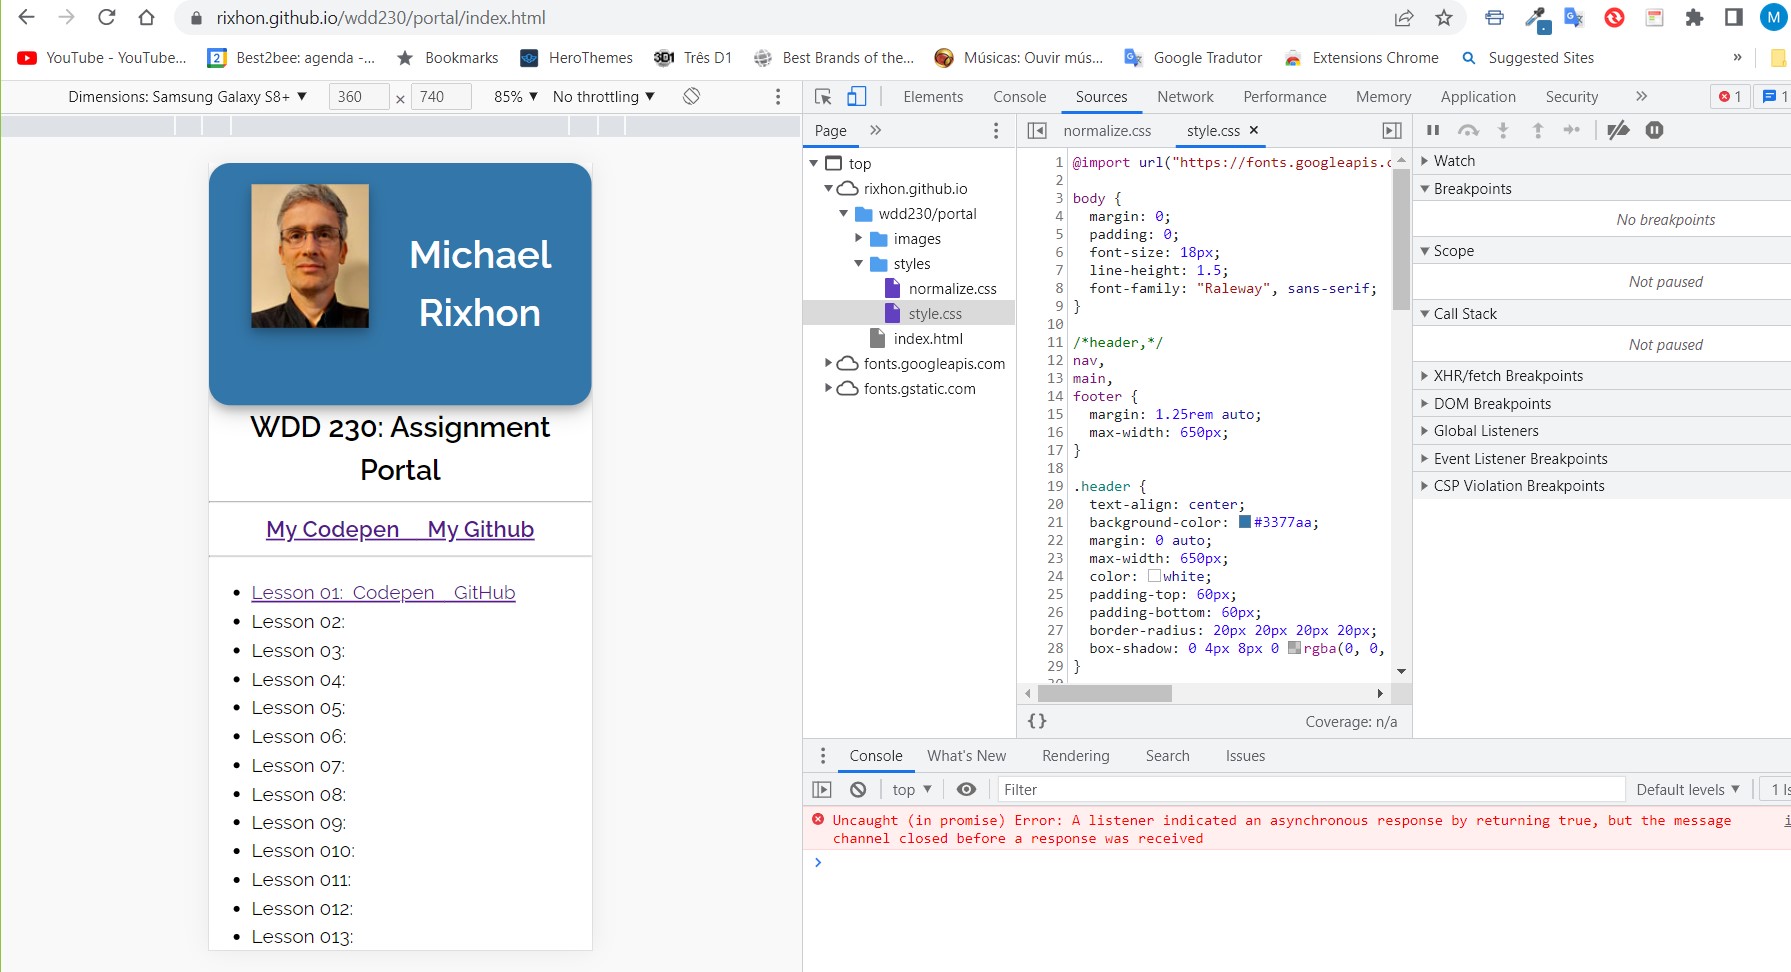 rixhon.github.io/wdd230/portal/index.html
M
YouTube - YouTube...
2 Best2bee: agenda -...
Bookmarks
HeroThemes
3D1 Três D1
Best Brands of the...
Músicas: Ouvir mús...
Google Tradutor
Extensions Chrome
Suggested Sites
»
Dimensions: Samsung Galaxy S8+ ▼ 360 × 740 85% ▼ No throttling ▼
Michael
Rixhon
WDD 230: Assignment
Portal
My Codepen My Github
Lesson 01: Codepen GitHub
Lesson 02:
Lesson 03:
Lesson 04:
Lesson 05:
Lesson 06:
Lesson 07:
Lesson 08:
Lesson 09:
Lesson 010:
Lesson 011:
Lesson 012:
Lesson 013:
Elements Console Sources Network Performance Memory Application Security » 1 1
Page »
top
rixhon.github.io
wdd230/portal
images
styles
normalize.css
style.css
index.html
fonts.googleapis.com
fonts.gstatic.com
normalize.css style.css ×
1 @import url("https://fonts.googleapis.c
2
3 body {
4 margin: 0;
5 padding: 0;
6 font-size: 18px;
7 line-height: 1.5;
8 font-family: "Raleway", sans-serif;
9 }
10
11 /*header,*/
12 nav,
13 main,
14 footer {
15 margin: 1.25rem auto;
16 max-width: 650px;
17 }
18
19 .header {
20 text-align: center;
21 background-color: #3377aa;
22 margin: 0 auto;
23 max-width: 650px;
24 color: white;
25 padding-top: 60px;
26 padding-bottom: 60px;
27 border-radius: 20px 20px 20px 20px;
28 box-shadow: 0 4px 8px 0 rgba(0, 0,
29 }
{} Coverage: n/a
Watch
Breakpoints
No breakpoints
Scope
Not paused
Call Stack
Not paused
XHR/fetch Breakpoints
DOM Breakpoints
Global Listeners
Event Listener Breakpoints
CSP Violation Breakpoints
Console What's New Rendering Search Issues
top ▼ Filter Default levels ▼ 1 Is
Uncaught (in promise) Error: A listener indicated an asynchronous response by returning true, but the message
channel closed before a response was received